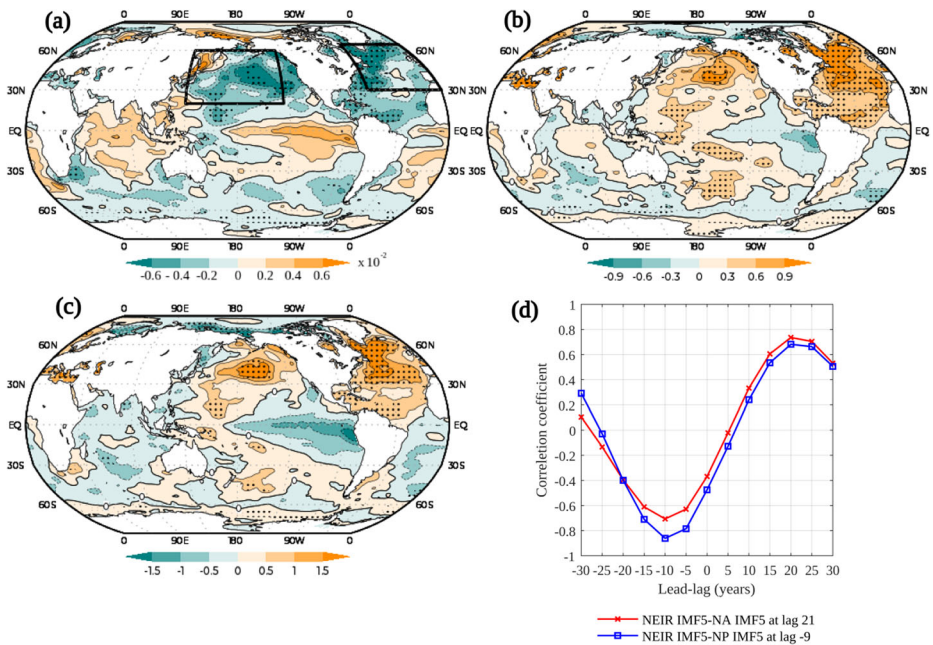 (a)
0 90E 180 90W 0
60N
30N
EQ
30S
60S
60N
30N
EQ
30S
60S
0 90E 180 90W 0
-0.6 -0.4 -0.2 0 0.2 0.4 0.6 x 10-2
(b)
0 90E 180 90W 0
60N
30N
EQ
30S
60S
0 90E 180 90W 0
-0.9 -0.6 -0.3 0.3 0.6 0.9
(c)
0 90E 180 90W 0
30N
EQ
30S
60S
60N
30N
EQ
30S
60S
0 90E 180 90W 0
-1.5 -1 -0.5 0 0.5 1 1.5
(d)
Correletion coefficient
1
0.8
0.6
0.4
0.2
0
-0.2
-0.4
-0.6
-0.8
-1
-30 -25 -20 -15 -10 -5 0 5 10 15 20 25 30
Lead-lag (years)
NEIR IMF5-NA IMF5 at lag 21
NEIR IMF5-NP IMF5 at lag -9